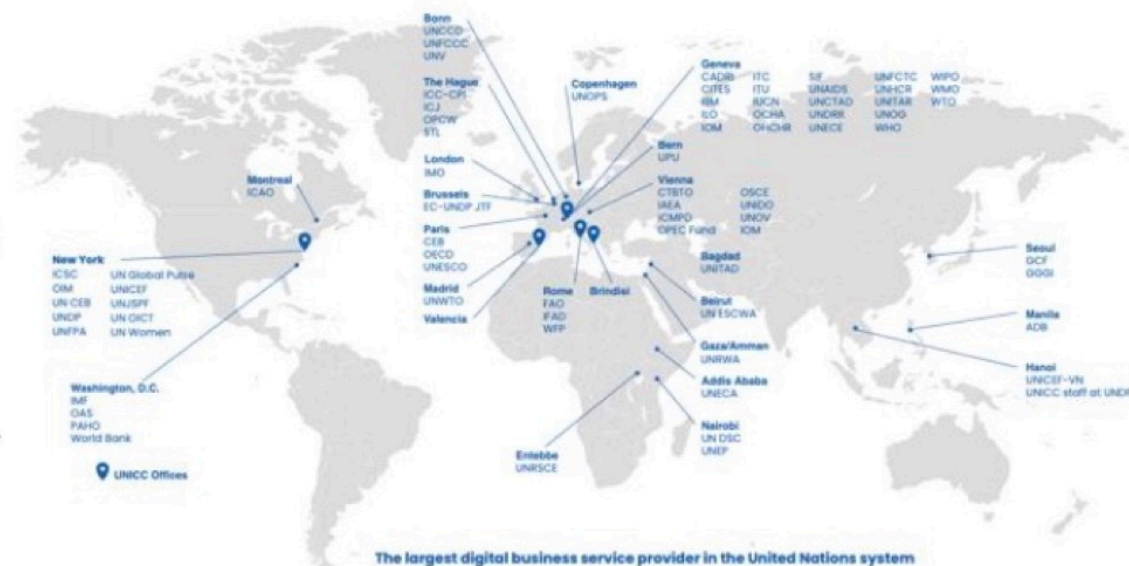 Bonn
UNCCD
UNFCCC
UNV
The Hague
ICC-CPI
ICJ
OPCW
STL
London
IMO
Brussels
EC-UNDP JTF
Paris
CEB
OECD
UNESCO
Madrid
UNWTO
Valencia
Copenhagen
UNOPS
Geneva
CADRI ITC SIF UNFCTC WIPO
CITES ITU UNAIDS UNHCR WMO
IBM IUCN UNCTAD UNITAR WTO
ILO OCHA UNDRR UNOG
IOM OHCHR UNECE WHO
Bern
UPU
Vienna
CTBTO OSCE
IAEA UNIDO
ICMPD UNOV
OPEC Fund IOM
Montreal
ICAO
New York
ICSC UN Global Pulse
OIM UNICEF
UN CEB UNJSPF
UNDP UN OICT
UNFPA UN Women
Washington, D.C.
IMF
OAS
PAHO
World Bank
UNICC Offices
Rome
FAO
IFAD
WFP
Brindisi
Bagdad
UNITAD
Beirut
UN ESCWA
Gaza/Amman
UNRWA
Addis Ababa
UNECA
Nairobi
UN DSC
UNEP
Entebbe
UNRSCE
Seoul
GCF
GGGI
Manila
ADB
Hanoi
UNICEF-VN
UNICC staff at UNDP
The largest digital business service provider in the United Nations system